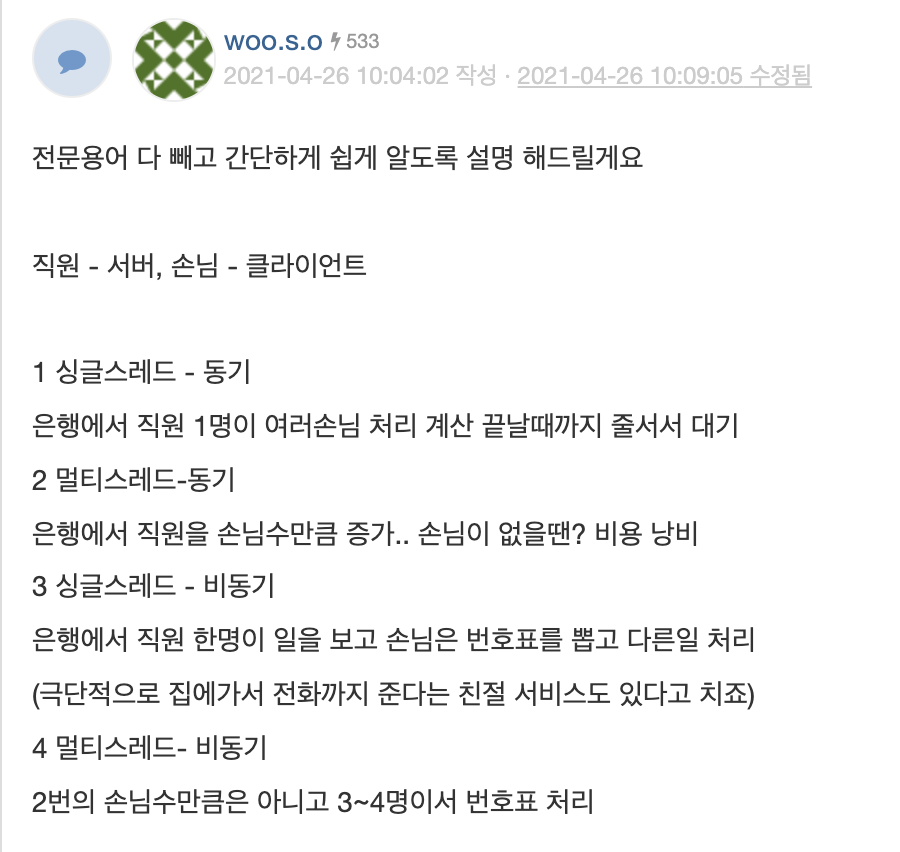 WOO.S.O 533
2021-04-26 10:04:02 작성 · 2021-04-26 10:09:05 수정됨
전문용어 다 빼고 간단하게 쉽게 알도록 설명 해드릴게요
직원 - 서버, 손님 - 클라이언트
1 싱글스레드 - 동기
은행에서 직원 1명이 여러손님 처리 계산 끝날때까지 줄서서 대기
2 멀티스레드-동기
은행에서 직원을 손님수만큼 증가.. 손님이 없을땐? 비용 낭비
3 싱글스레드 - 비동기
은행에서 직원 한명이 일을 보고 손님은 번호표를 뽑고 다른일 처리
(극단적으로 집에가서 전화까지 준다는 친절 서비스도 있다고 치죠)
4 멀티스레드- 비동기
2번의 손님수만큼은 아니고 3~4명이서 번호표 처리